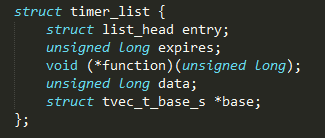 struct timer_list {
    struct list_head entry;
    unsigned long expires;
    void (*function)(unsigned long);
    unsigned long data;
    struct tvec_t_base_s *base;
};